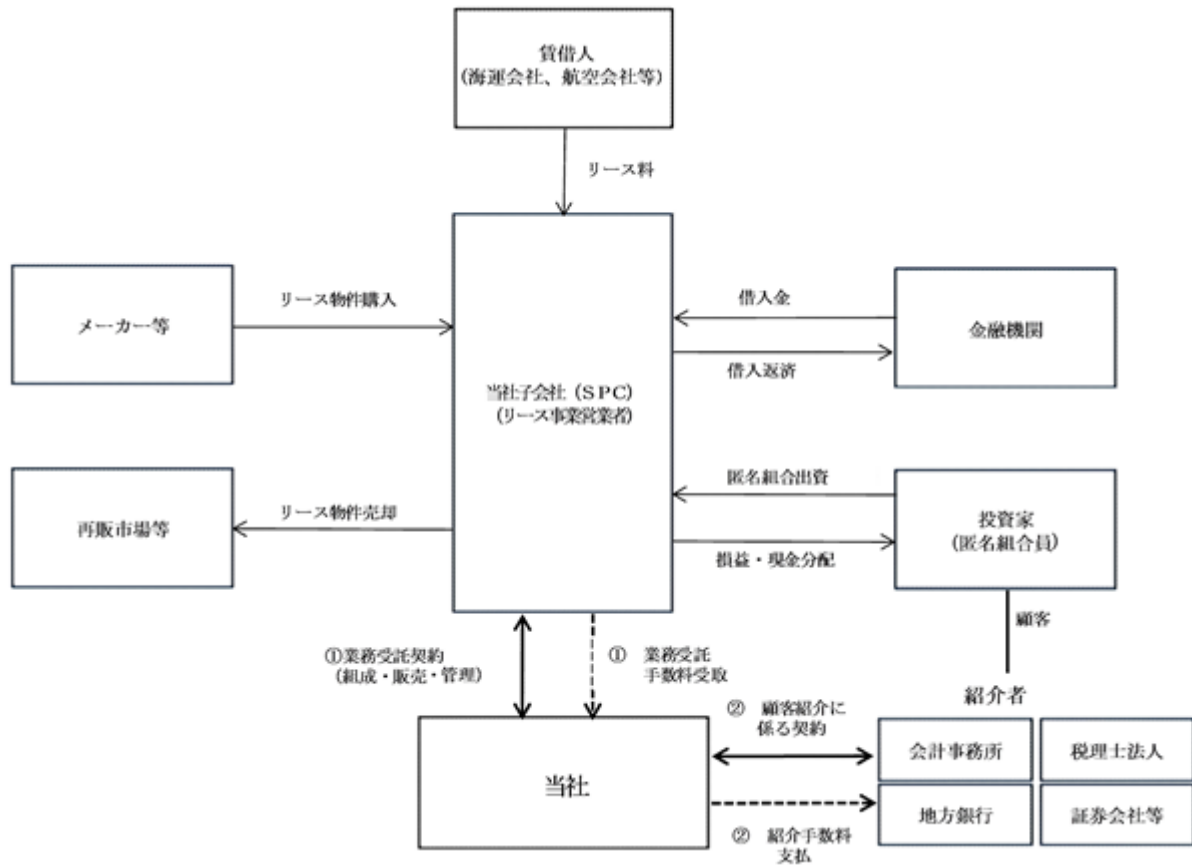 賃借人
(海運会社、航空会社等)
リース料
メーカー等
リース物件購入
借入金
金融機関
借入返済
当社子会社(SPC)
(リース事業営業者)
再販市場等
リース物件売却
匿名組合出資
投資家
(匿名組合員)
損益・現金分配
顧客
①業務受託契約
(組成・販売・管理)
① 業務受託
手数料受取
紹介者
② 顧客紹介に
係る契約
会計事務所
税理士法人
当社
地方銀行
証券会社等
② 紹介手数料
支払